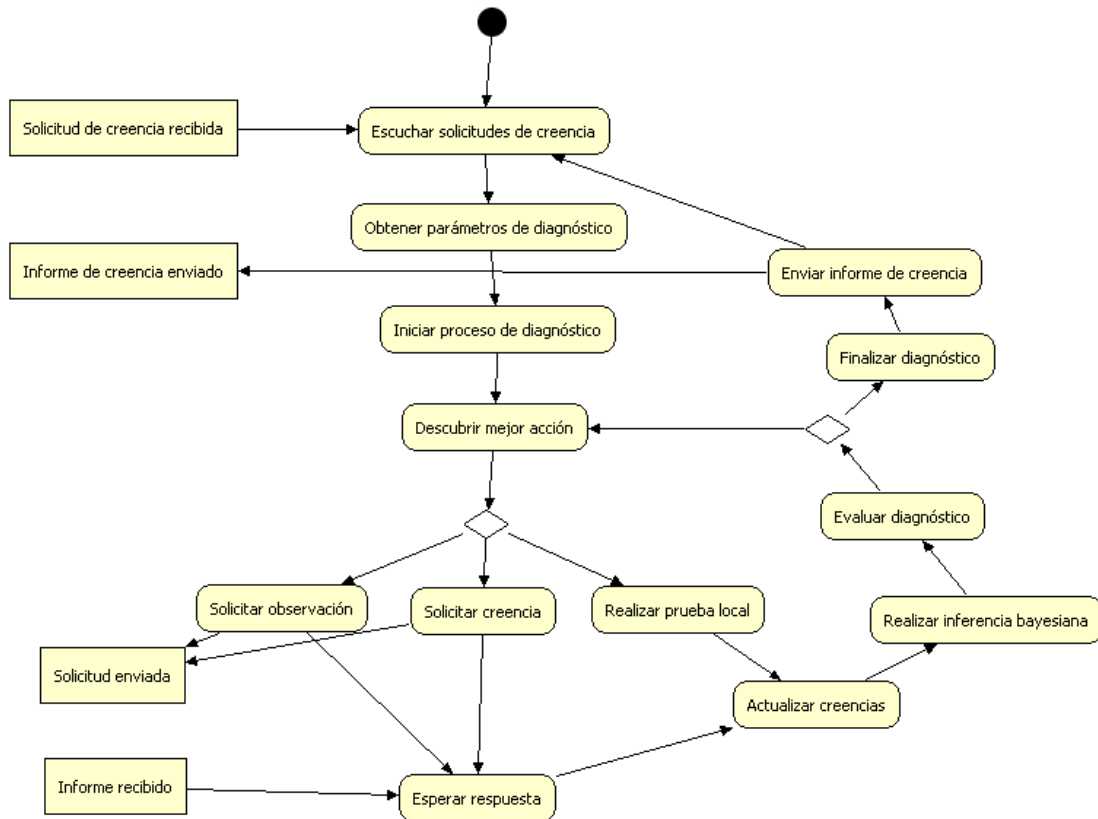 Solicitud de creencia recibida
Escuchar solicitudes de creencia
Obtener parámetros de diagnóstico
Informe de creencia enviado
Enviar informe de creencia
Iniciar proceso de diagnóstico
Finalizar diagnóstico
Descubrir mejor acción
Evaluar diagnóstico
Solicitar observación
Solicitar creencia
Realizar prueba local
Realizar inferencia bayesiana
Solicitud enviada
Actualizar creencias
Informe recibido
Esperar respuesta